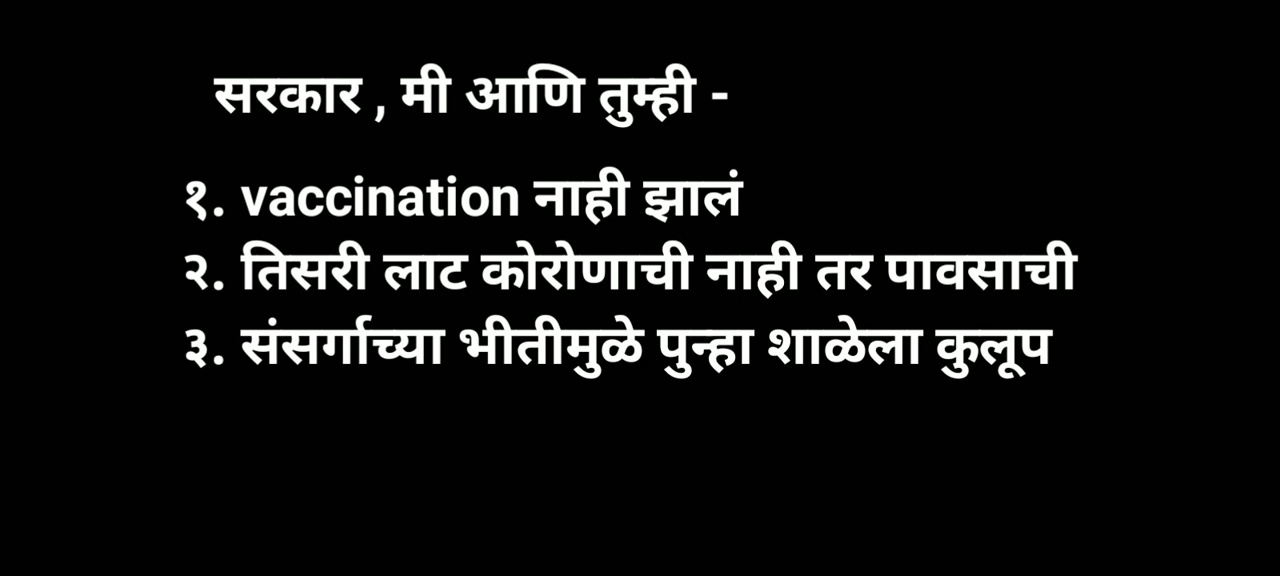 सरकार , मी आणि तुम्ही -
१. vaccination नाही झालं
२. तिसरी लाट कोरोणाची नाही तर पावसाची
३. संसर्गाच्या भीतीमुळे पुन्हा शाळेला कुलूप